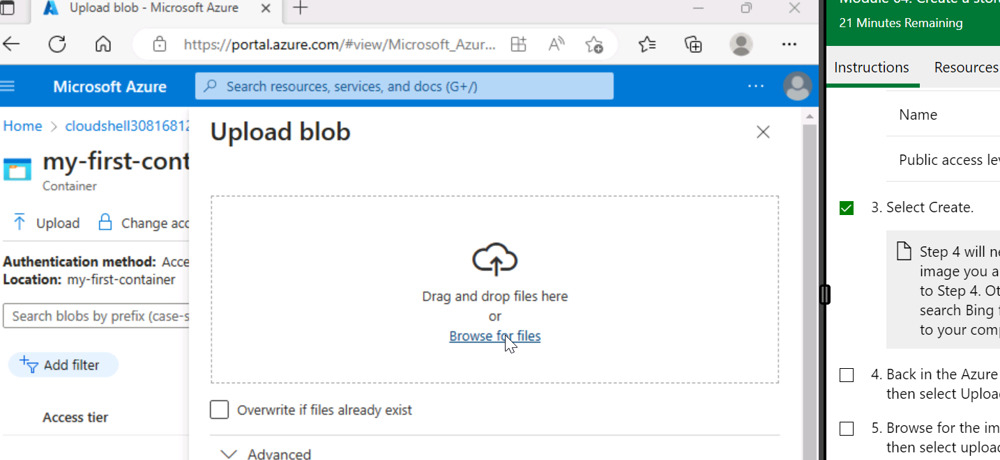 Upload blob - Microsoft Azure
https://portal.azure.com/#view/Microsoft_Azur...
Microsoft Azure
Search resources, services, and docs (G+/)
Home > cloudshell30816812
my-first-cont
Container
Upload
Change acc
Authentication method: Acce
Location: my-first-container
Search blobs by prefix (case-s
Add filter
Access tier
Upload blob
Drag and drop files here
or
Browse for files
Overwrite if files already exist
Advanced
Module 04: Create a stor
21 Minutes Remaining
Instructions
Resources
Name
Public access lev
3. Select Create.
Step 4 will ne
image you a
to Step 4. Ot
search Bing f
to your comp
4. Back in the Azure
then select Upload
5. Browse for the im
then select upload